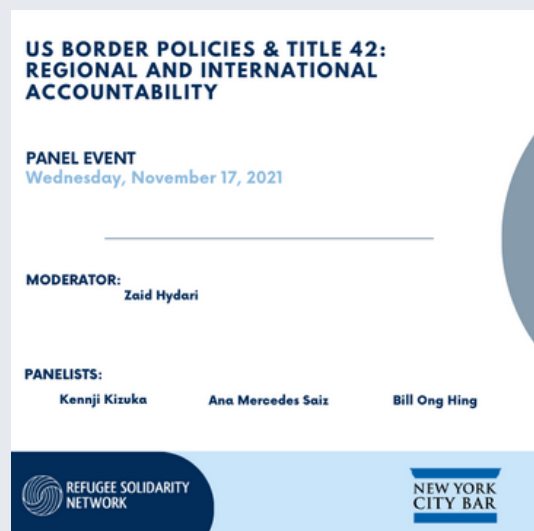 US BORDER POLICIES & TITLE 42:
REGIONAL AND INTERNATIONAL
ACCOUNTABILITY
PANEL EVENT
Wednesday, November 17, 2021
MODERATOR:
Zaid Hydari
PANELISTS:
Kennji Kizuka Ana Mercedes Saiz Bill Ong Hing
REFUGEE SOLIDARITY
NETWORK
NEW YORK
CITY BAR